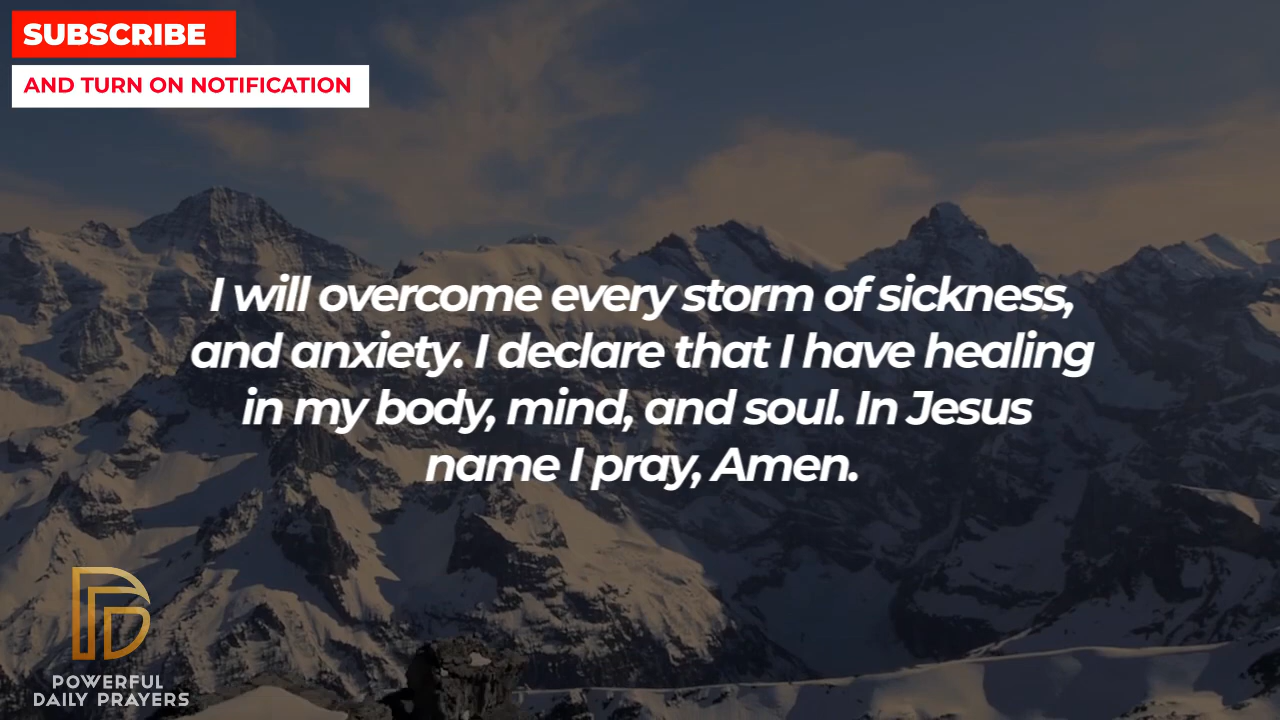 SUBSCRIBE
AND TURN ON NOTIFICATION
I will overcome every storm of sickness,
and anxiety. I declare that I have healing
in my body, mind, and soul. In Jesus
name I pray, Amen.
POWERFUL
DAILY PRAYERS